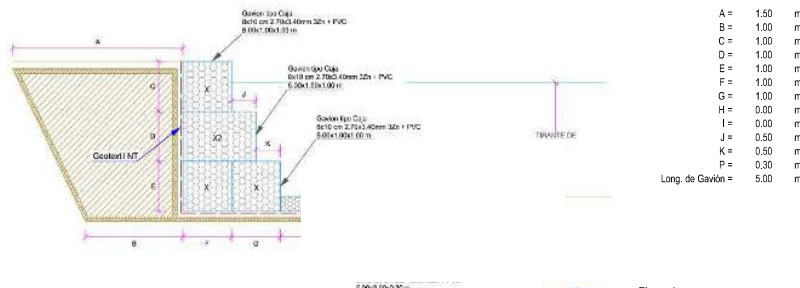 Gavion tipo Caja
8x10 cm 2.70x3.40mm 3Zn + PVC
5.00x1.00x1.00 m
A
Gavion tipo Caja
8x10 cm 2.70x3.40mm 3Zn + PVC
5.00x1.50x1.00 m
C
X
J
Gavion tipo Caja
8x10 cm 2.70x3.40mm 3Zn + PVC
5.00x1.00x1.00 m
D
X2
K
Geotextil NT
E
X
X
B
F
G
TIRANTE DE
A = 1.50 m
B = 1.00 m
C = 1.00 m
D = 1.00 m
E = 1.00 m
F = 1.00 m
G = 1.00 m
H = 0.00 m
I = 0.00 m
J = 0.50 m
K = 0.50 m
P = 0.30 m
Long. de Gavión = 5.00 m